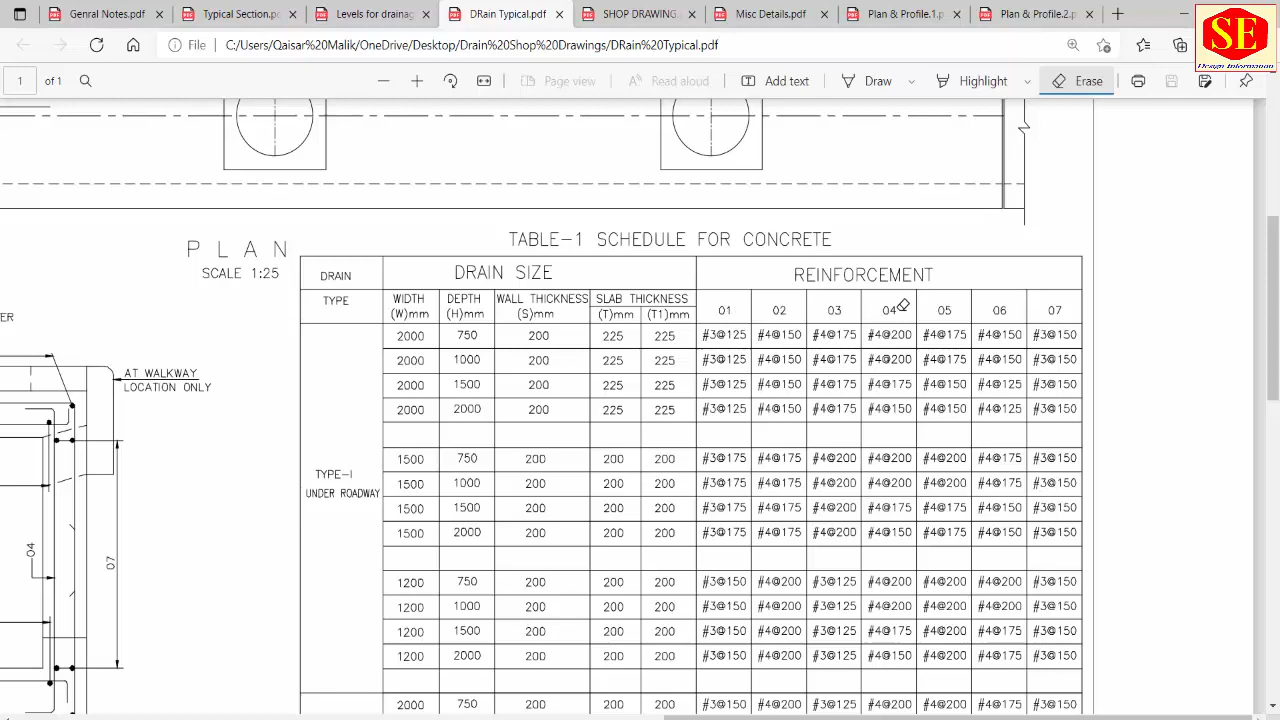 Genral Notes.pdf
Typical Section.pd
Levels for drainag
DRain Typical.pdf
SHOP DRAWING.
Misc Details.pdf
Plan & Profile.1.p
Plan & Profile.2.p
File C:/Users/Qaisar%20Malik/OneDrive/Desktop/Drain%20Shop%20Drawings/DRain%20Typical.pdf
SE
Design Information
1 of 1 Page view Read aloud Add text Draw Highlight Erase
PLAN
SCALE 1:25
ER
AT WALKWAY
LOCATION ONLY
04
07
TABLE-1 SCHEDULE FOR CONCRETE
DRAIN DRAIN SIZE REINFORCEMENT
TYPE WIDTH DEPTH WALL THICKNESS SLAB THICKNESS
(W)mm (H)mm (S)mm (T)mm (T1)mm 01 02 03 04 05 06 07
2000 750 200 225 225 #3@125 #4@150 #4@175 #4@200 #4@175 #4@150 #3@150
2000 1000 200 225 225 #3@125 #4@150 #4@175 #4@200 #4@175 #4@150 #3@150
2000 1500 200 225 225 #3@125 #4@150 #4@175 #4@175 #4@150 #4@125 #3@150
2000 2000 200 225 225 #3@125 #4@150 #4@175 #4@150 #4@150 #4@125 #3@150
1500 750 200 200 200 #3@175 #4@175 #4@200 #4@200 #4@200 #4@175 #3@150
TYPE-I
UNDER ROADWAY
1500 1000 200 200 200 #3@175 #4@175 #4@200 #4@200 #4@200 #4@175 #3@150
1500 1500 200 200 200 #3@175 #4@175 #4@200 #4@175 #4@175 #4@150 #3@150
1500 2000 200 200 200 #3@175 #4@175 #4@200 #4@150 #4@175 #4@150 #3@150
1200 750 200 200 200 #3@150 #4@200 #3@125 #4@200 #4@200 #4@200 #3@150
1200 1000 200 200 200 #3@150 #4@200 #3@125 #4@200 #4@200 #4@200 #3@150
1200 1500 200 200 200 #3@150 #4@200 #3@125 #4@175 #4@200 #4@175 #3@150
1200 2000 200 200 200 #3@150 #4@200 #3@125 #4@150 #4@200 #4@175 #3@150
2000 750 200 200 200 #3@150 #4@200 #3@125 #4@200 #4@200 #4@175 #3@150